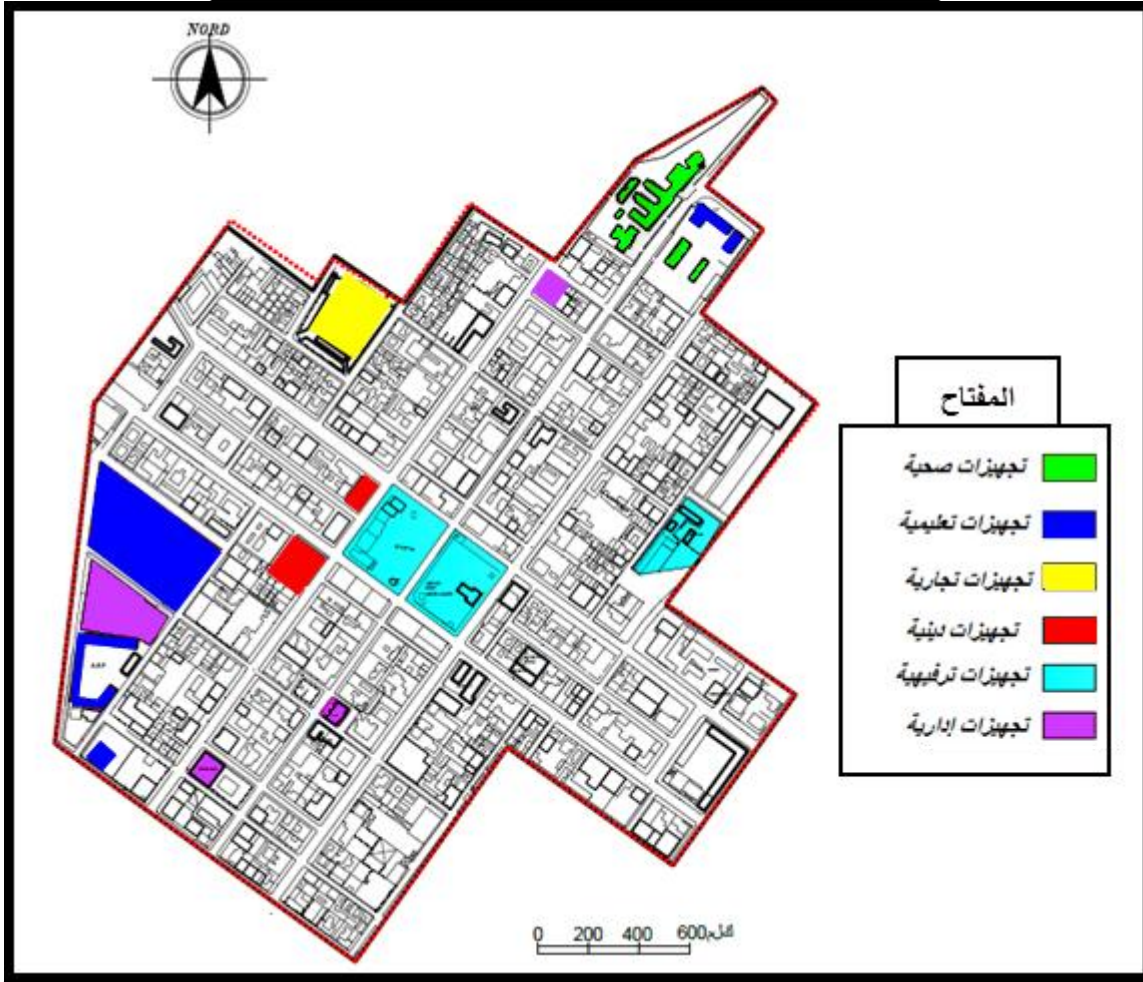 NORD
المفتاح
تجهيزات صحية
تجهيزات تعليمية
تجهيزات تجارية
تجهيزات دينية
تجهيزات ترفيهية
تجهيزات إدارية
0 200 400 600